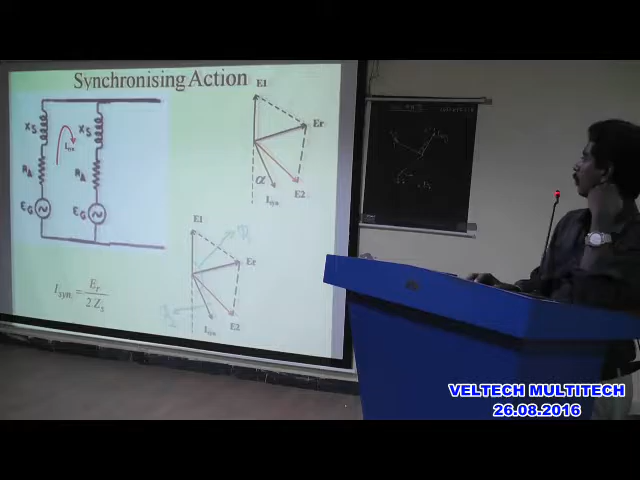 Synchronising Action
E1
Er
E2
α
Isyn
XS
XS
Isyn
RA
RA
EG
EG
E1
Er
E2
Isyn
Isyn = Er / 2 Zs
VELTECH MULTITECH
26.08.2016